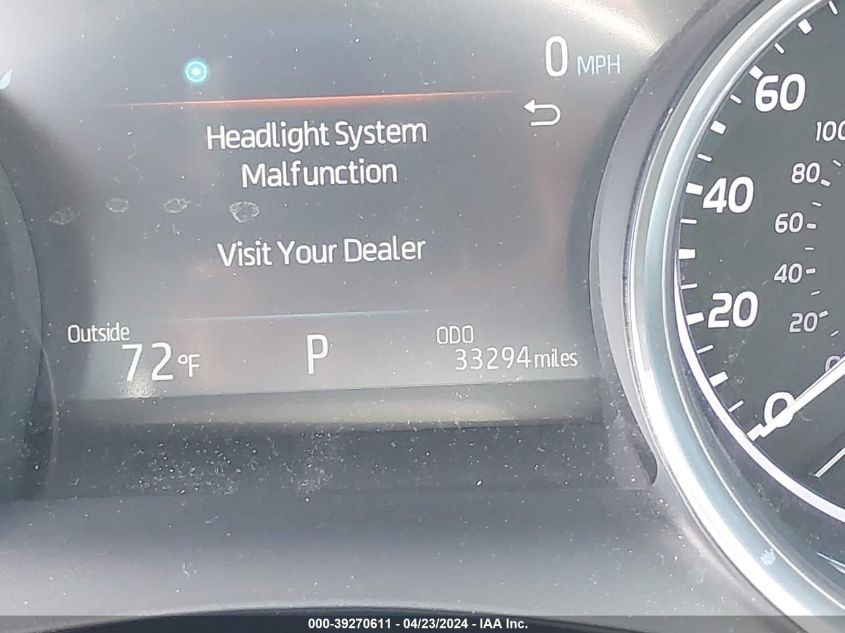 0 MPH
Headlight System
Malfunction
Visit Your Dealer
Outside
72°F
P
ODO
33294 miles
60
40
20
0
100
80
60
40
20
0
000-39270611 - 04/23/2024 - IAA Inc.